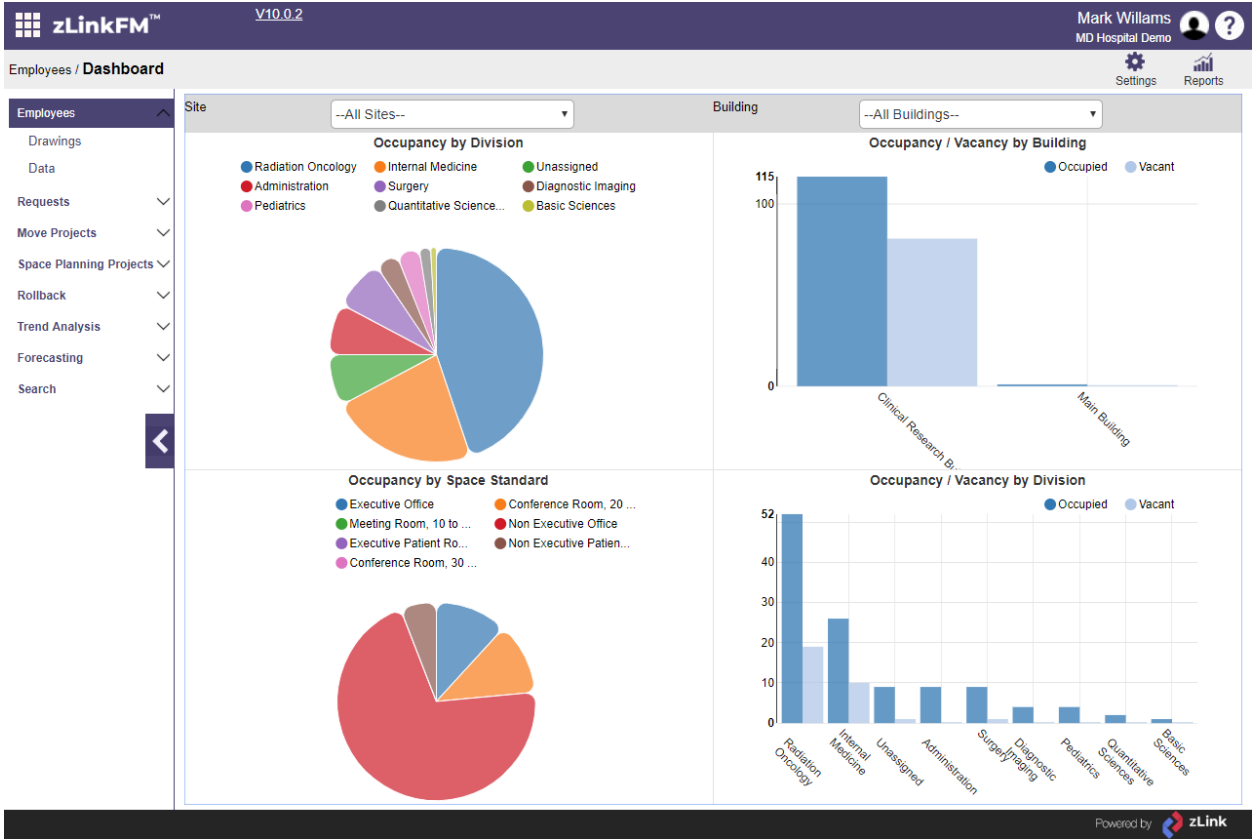 zLinkFM™
V10.0.2
Mark Willams
MD Hospital Demo
?
Employees / Dashboard
Settings
Reports
Employees
Drawings
Data
Requests
Move Projects
Space Planning Projects
Rollback
Trend Analysis
Forecasting
Search
Site
--All Sites--
Building
--All Buildings--
Occupancy by Division
Radiation Oncology
Internal Medicine
Unassigned
Administration
Surgery
Diagnostic Imaging
Pediatrics
Quantitative Science...
Basic Sciences
Occupancy / Vacancy by Building
Occupied
Vacant
115
100
0
Clinical Research Bu
Main Building
Occupancy by Space Standard
Executive Office
Conference Room, 20 ...
Meeting Room, 10 to ...
Non Executive Office
Executive Patient Ro...
Non Executive Patien...
Conference Room, 30 ...
Occupancy / Vacancy by Division
Occupied
Vacant
52
40
30
20
10
0
Radiation
Oncology
Internal
Medicine
Unassigned
Administration
Surgery
Diagnostic
Imaging
Pediatrics
Quantitative
Sciences
Basic
Sciences
Powered by zLink